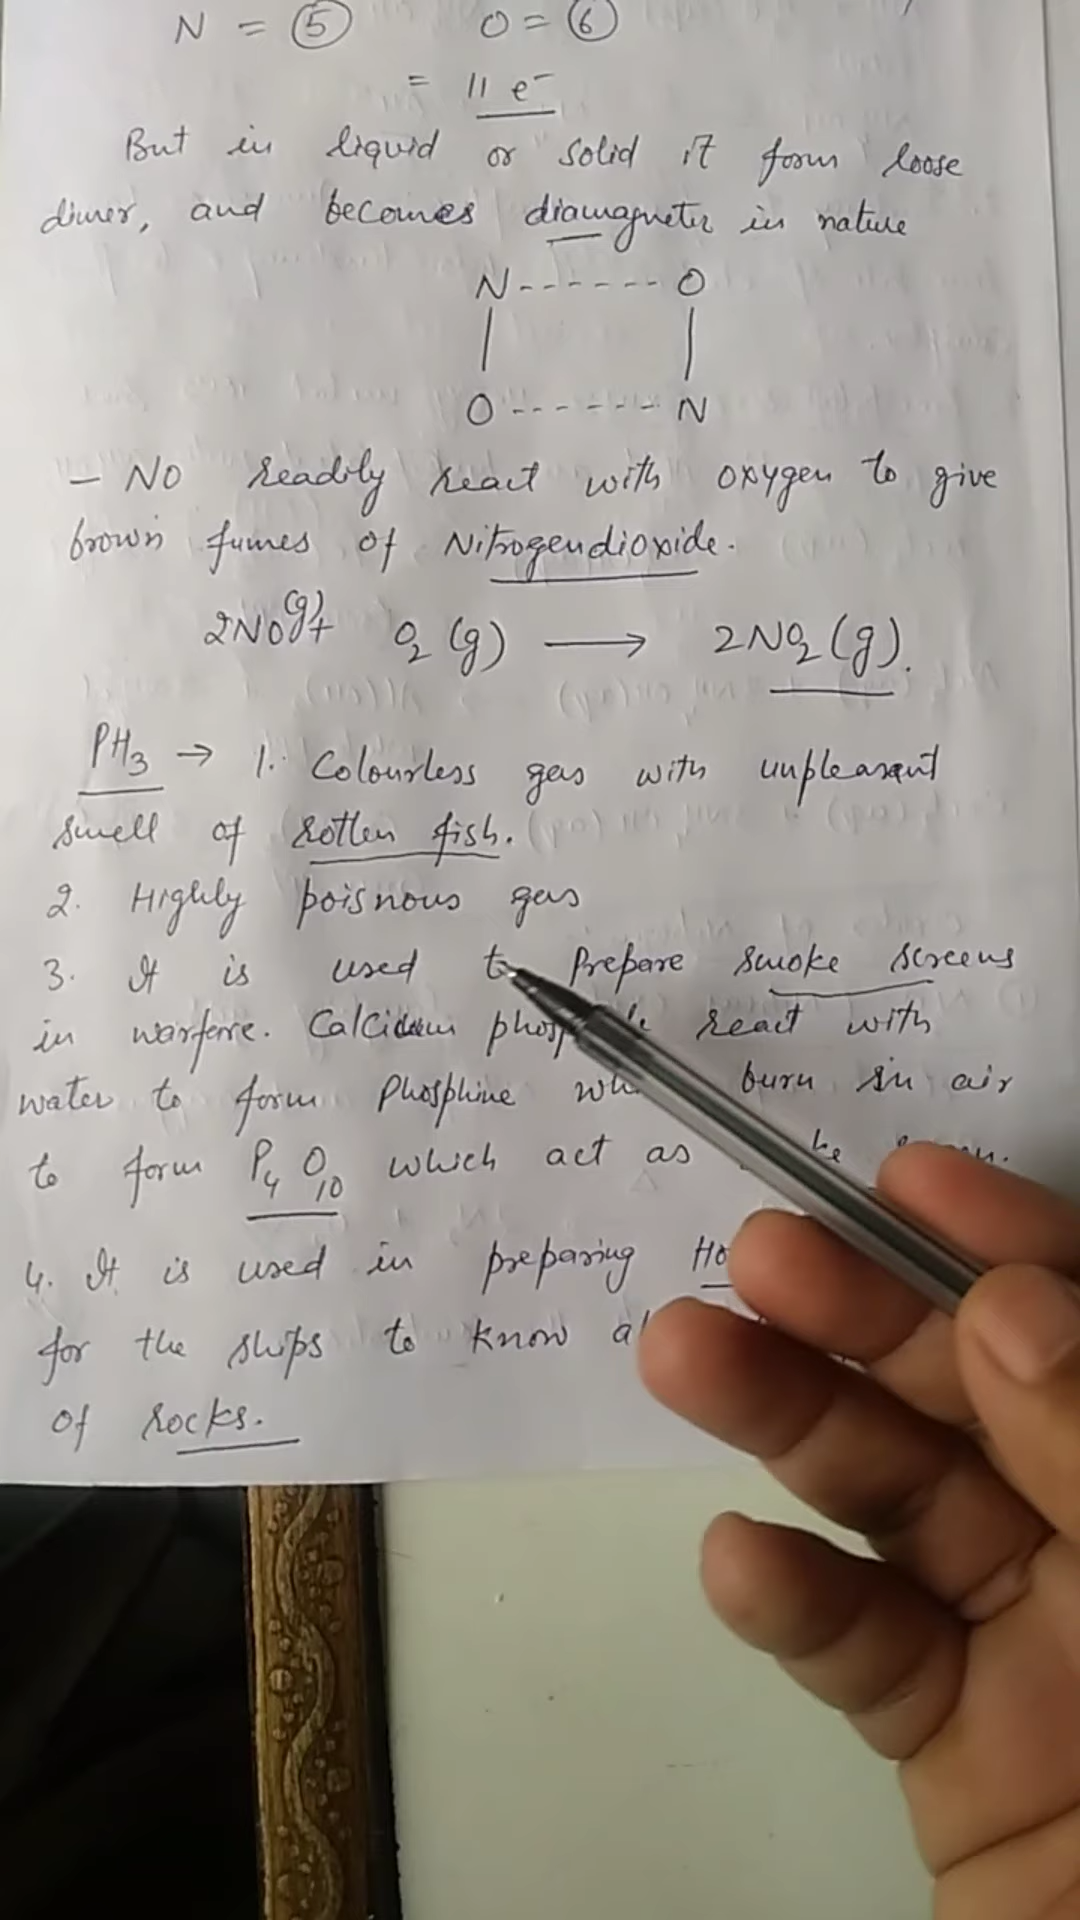 N = 5 O = 6
= 11 e⁻
But in liquid or solid it form loose
dimer, and becomes diamagnetic in nature
N------O
| |
O------N
- NO readily react with oxygen to give
brown fumes of Nitrogendioxide.
2NO(g)+ O₂(g) ⟶ 2NO₂(g).
PH₃ → 1. Colourless gas with unpleasant
smell of rotten fish.
2. Highly poisnous gas
3. It is used to prepare smoke screens
in warfare. Calcium react with
water to form Phosphine burn in air
to form P₄O₁₀ which act as
4. It is used in preparing
for the ships to know
of rocks.